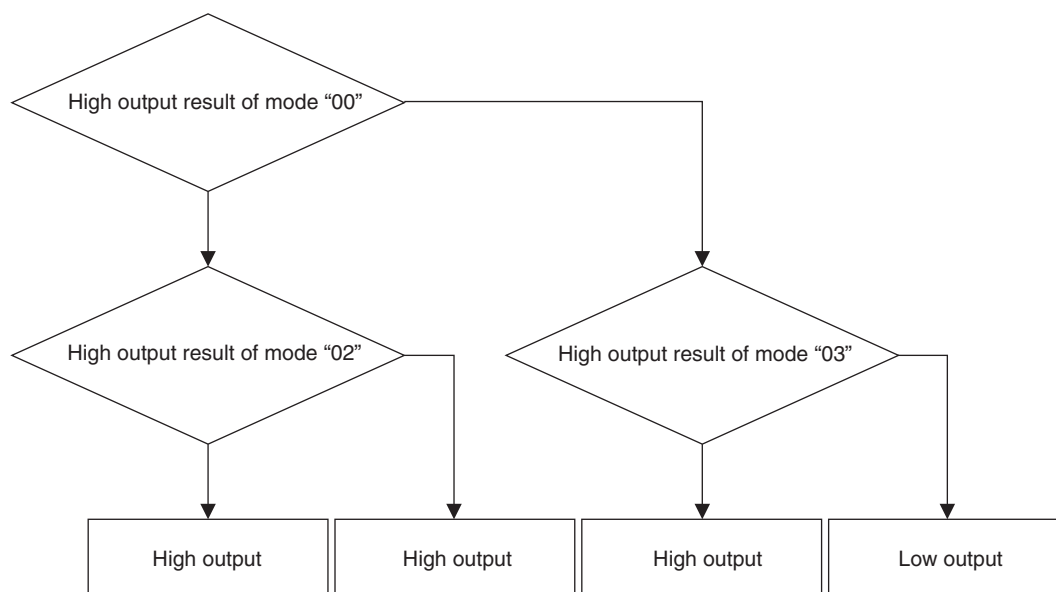 High output result of mode “00”
High output result of mode “02”
High output result of mode “03”
High output
High output
High output
Low output